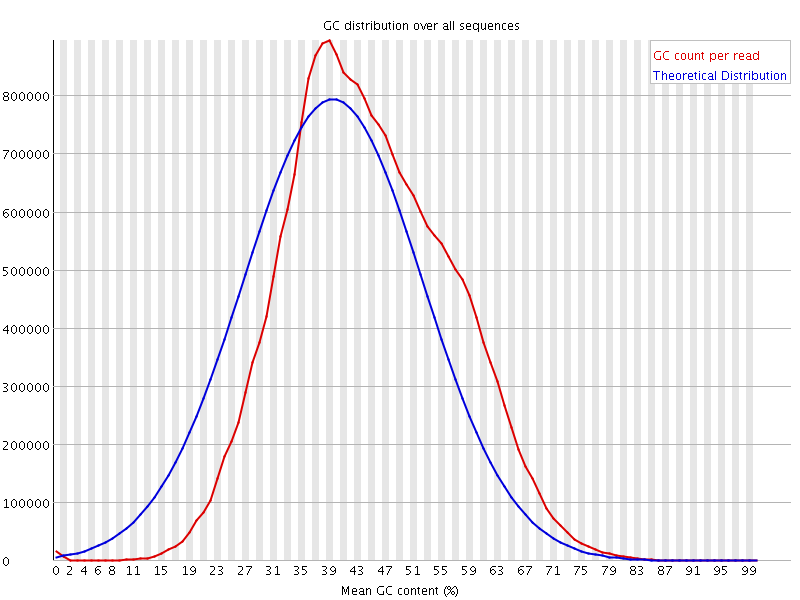 GC distribution over all sequences
GC count per read
Theoretical Distribution
800000
700000
600000
500000
400000
300000
200000
100000
0
0 2 4 6 8 11 15 19 23 27 31 35 39 43 47 51 55 59 63 67 71 75 79 83 87 91 95 99
Mean GC content (%)